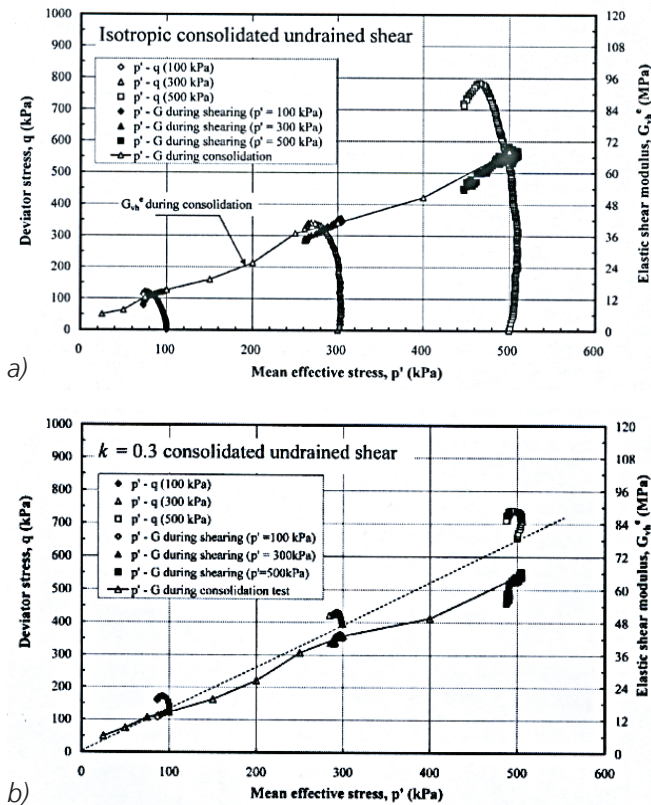 Isotropic consolidated undrained shear
p' - q (100 kPa)
p' - q (300 kPa)
p' - q (500 kPa)
p' - G during shearing (p' = 100 kPa)
p' - G during shearing (p' = 300 kPa)
p' - G during shearing (p' = 500 kPa)
p' - G during consolidation
G_vh^e during consolidation
Deviator stress, q (kPa)
1000
900
800
700
600
500
400
300
200
100
0
Elastic shear modulus, G_vh^e (MPa)
120
108
96
84
72
60
48
36
24
12
0
0 100 200 300 400 500 600
Mean effective stress, p' (kPa)
a)
k = 0.3 consolidated undrained shear
p' - q (100 kPa)
p' - q (300 kPa)
p' - q (500 kPa)
p' - G during shearing (p' =100 kPa)
p' - G during shearing (p' = 300kPa)
p' - G during shearing (p'=500kPa)
p' - G during consolidation test
Deviator stress, q (kPa)
1000
900
800
700
600
500
400
300
200
100
0
Elastic shear modulus, G_vh^e (MPa)
120
108
96
84
72
60
48
36
24
12
0
0 100 200 300 400 500 600
Mean effective stress, p' (kPa)
b)